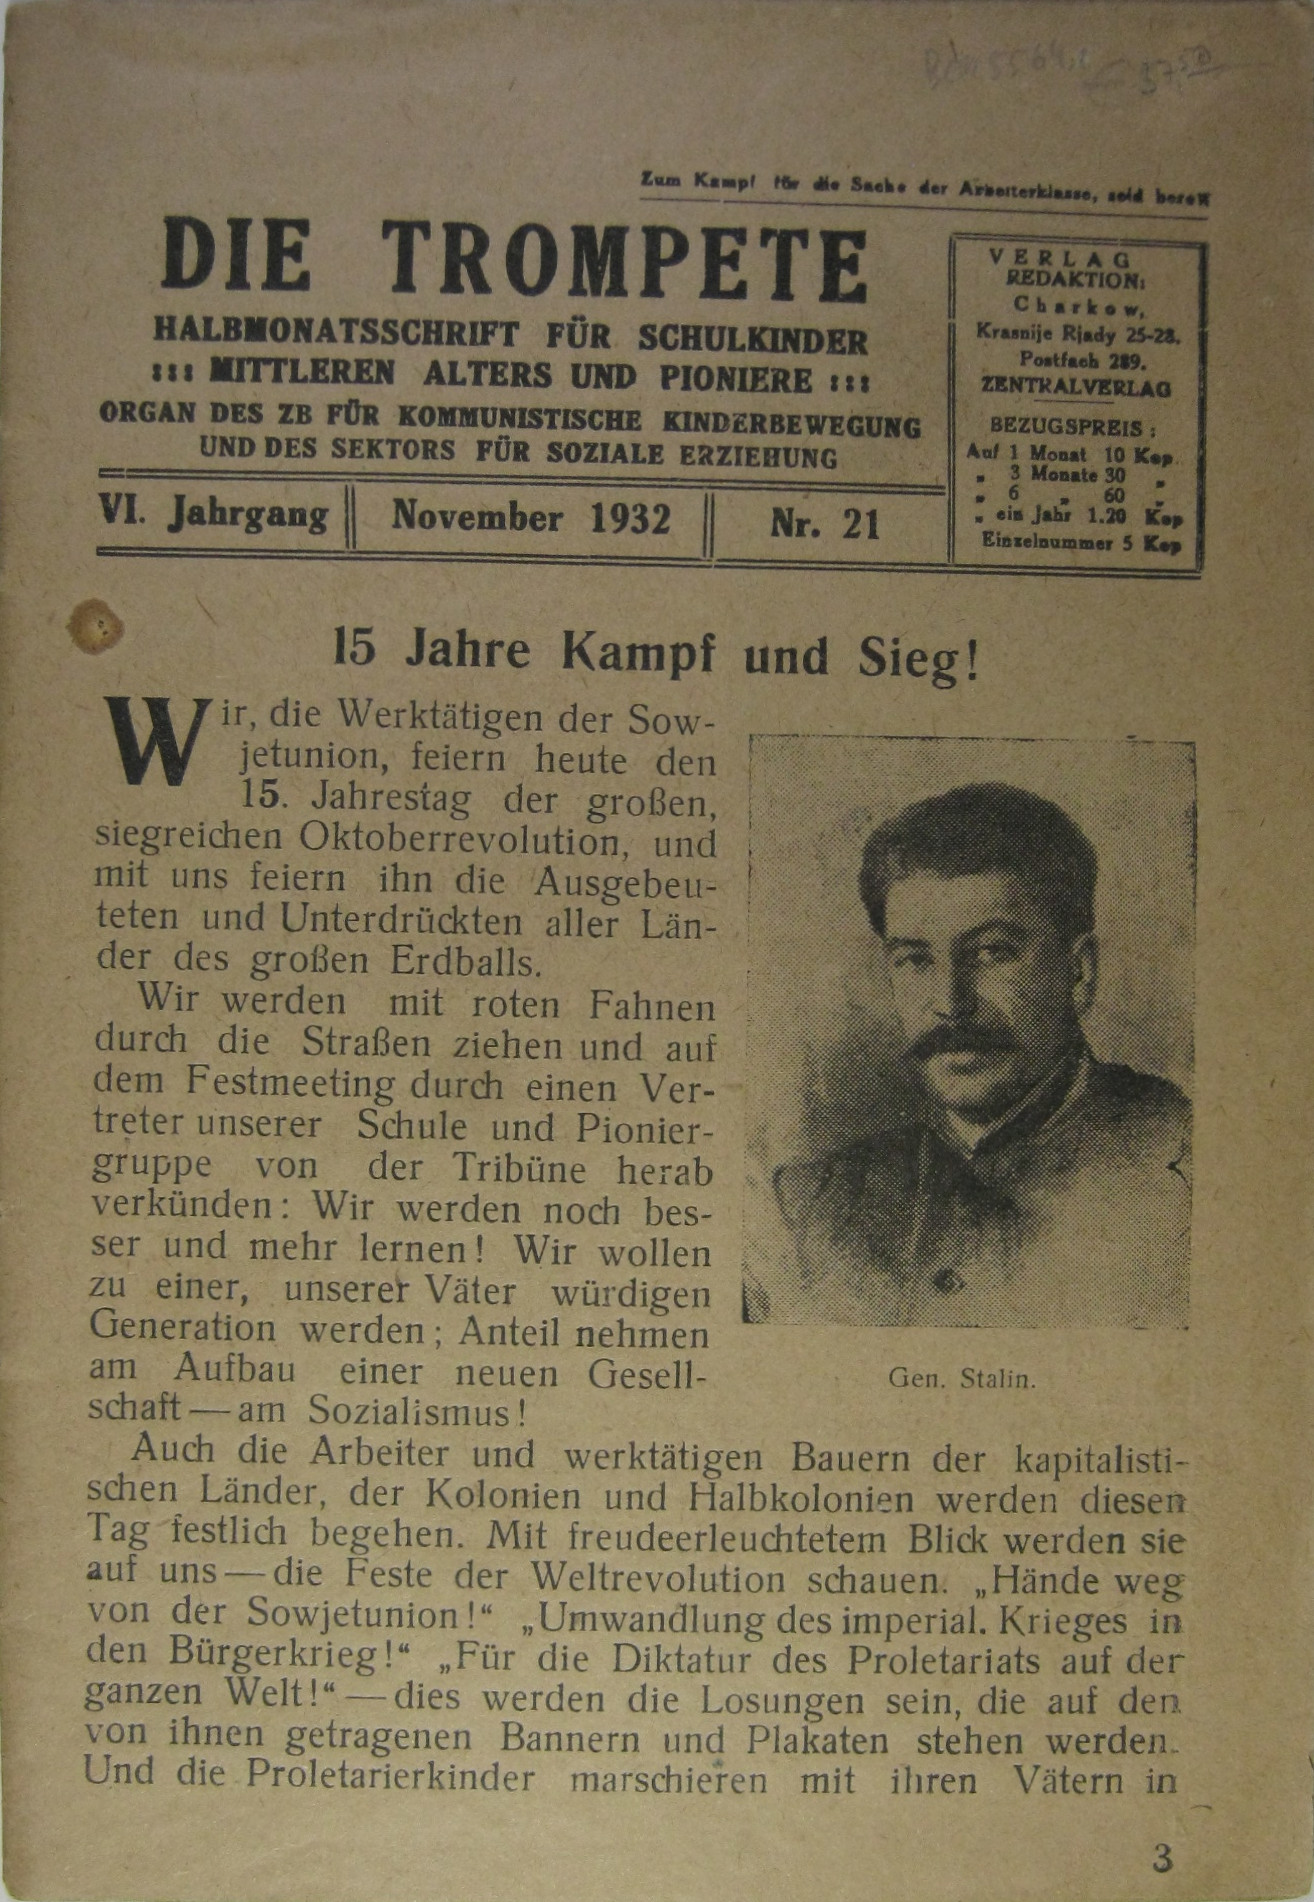 57,50
Zum Kampf für die Sache der Arbeiterklasse, seid bereit
DIE TROMPETE
HALBMONATSSCHRIFT FÜR SCHULKINDER
::: MITTLEREN ALTERS UND PIONIERE :::
ORGAN DES ZB FÜR KOMMUNISTISCHE KINDERBEWEGUNG
UND DES SEKTORS FÜR SOZIALE ERZIEHUNG
VI. Jahrgang
November 1932
Nr. 21
VERLAG
REDAKTION:
Charkow,
Krasnije Rjady 25-28.
Postfach 289.
ZENTRALVERLAG
BEZUGSPREIS:
Auf 1 Monat 10 Kop.
„ 3 Monate 30 „
„ 6 „ 60 „
„ ein Jahr 1.20 Kop
Einzelnummer 5 Kop
15 Jahre Kampf und Sieg!
Wir, die Werktätigen der Sow-
jetunion, feiern heute den
15. Jahrestag der großen,
siegreichen Oktoberrevolution, und
mit uns feiern ihn die Ausgebeu-
teten und Unterdrückten aller Län-
der des großen Erdballs.
Wir werden mit roten Fahnen
durch die Straßen ziehen und auf
dem Festmeeting durch einen Ver-
treter unserer Schule und Pionier-
gruppe von der Tribüne herab
verkünden: Wir werden noch bes-
ser und mehr lernen! Wir wollen
zu einer, unserer Väter würdigen
Generation werden; Anteil nehmen
am Aufbau einer neuen Gesell-
schaft — am Sozialismus!
Gen. Stalin.
Auch die Arbeiter und werktätigen Bauern der kapitalisti-
schen Länder, der Kolonien und Halbkolonien werden diesen
Tag festlich begehen. Mit freudeerleuchtetem Blick werden sie
auf uns — die Feste der Weltrevolution schauen. „Hände weg
von der Sowjetunion!“ „Umwandlung des imperial. Krieges in
den Bürgerkrieg!“ „Für die Diktatur des Proletariats auf der
ganzen Welt!“ — dies werden die Losungen sein, die auf den
von ihnen getragenen Bannern und Plakaten stehen werden.
Und die Proletarierkinder marschieren mit ihren Vätern in
3